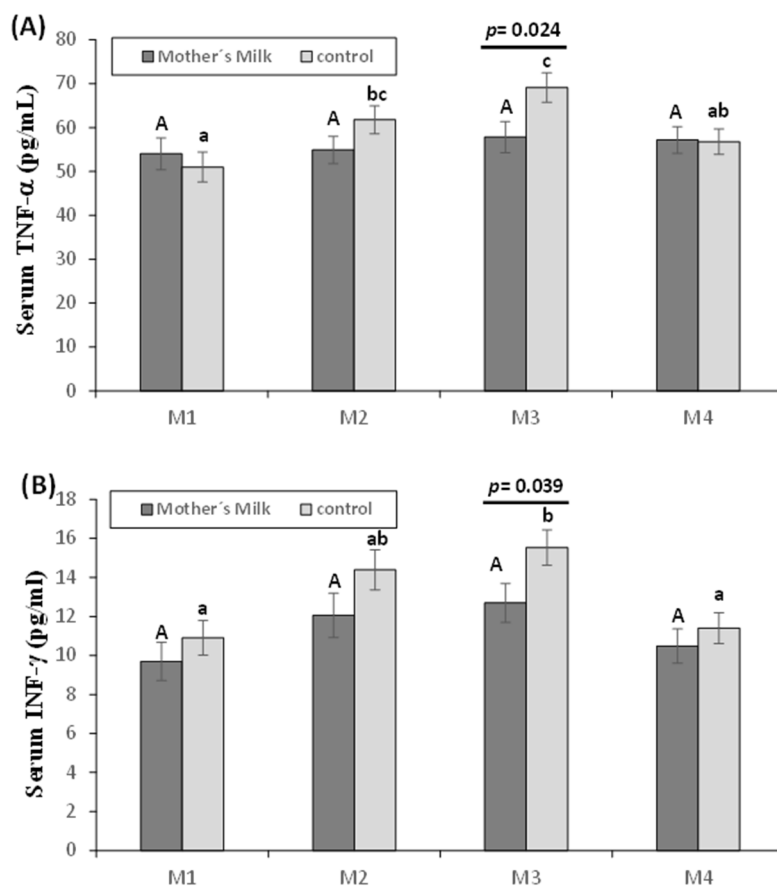 (A)
80
70
60
50
40
30
20
10
0
Serum TNF-α (pg/mL)
Mother´s Milk control
p= 0.024
A a A bc A c A ab
M1 M2 M3 M4
(B)
18
16
14
12
10
8
6
4
2
0
Serum INF-γ (pg/ml)
Mother´s Milk control
p= 0.039
A a A ab A b A a
M1 M2 M3 M4